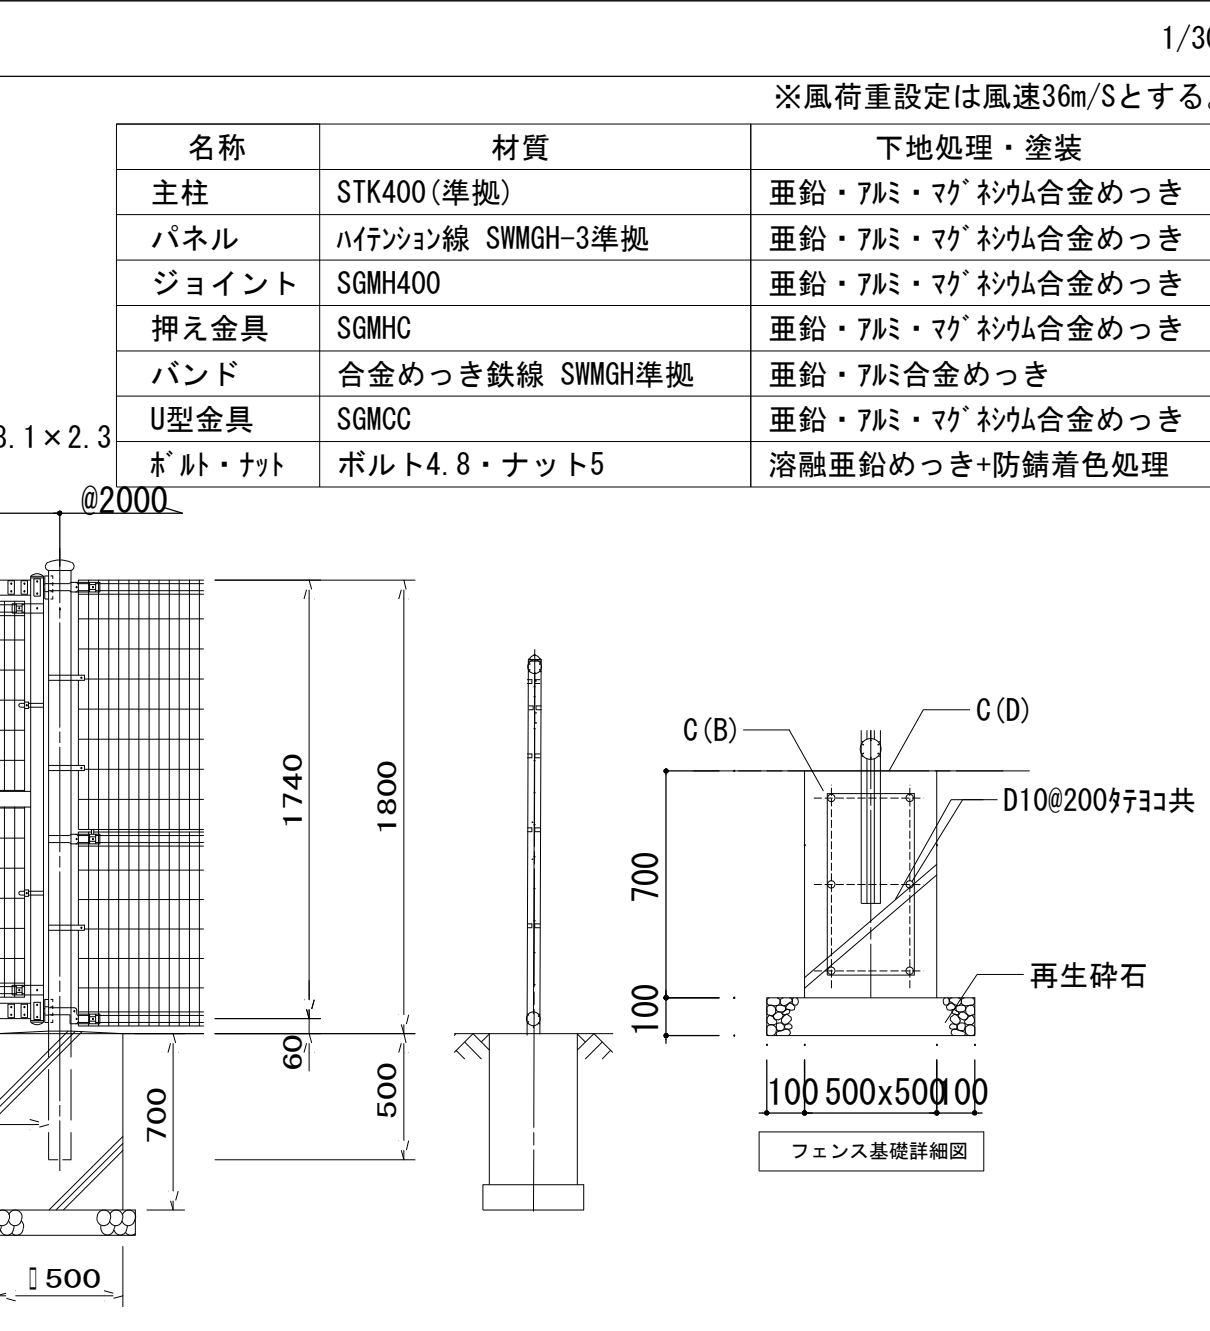 1/30
※風荷重設定は風速36m/Sとする。
名称 材質 下地処理・塗装
主柱 STK400(準拠) 亜鉛・ｱﾙﾐ・ﾏｸﾞﾈｼｳﾑ合金めっき
パネル ﾊｲﾃﾝｼｮﾝ線 SWMGH-3準拠 亜鉛・ｱﾙﾐ・ﾏｸﾞﾈｼｳﾑ合金めっき
ジョイント SGMH400 亜鉛・ｱﾙﾐ・ﾏｸﾞﾈｼｳﾑ合金めっき
押え金具 SGMHC 亜鉛・ｱﾙﾐ・ﾏｸﾞﾈｼｳﾑ合金めっき
バンド 合金めっき鉄線 SWMGH準拠 亜鉛・ｱﾙﾐ合金めっき
U型金具 SGMCC 亜鉛・ｱﾙﾐ・ﾏｸﾞﾈｼｳﾑ合金めっき
ﾎﾞﾙﾄ・ﾅｯﾄ ボルト4.8・ナット5 溶融亜鉛めっき+防錆着色処理
3.1×2.3
@2000
1740
1800
60
500
700
□500
C(B)
C(D)
D10@200ﾀﾃﾖｺ共
700
100
再生砕石
100 500x500 100
フェンス基礎詳細図